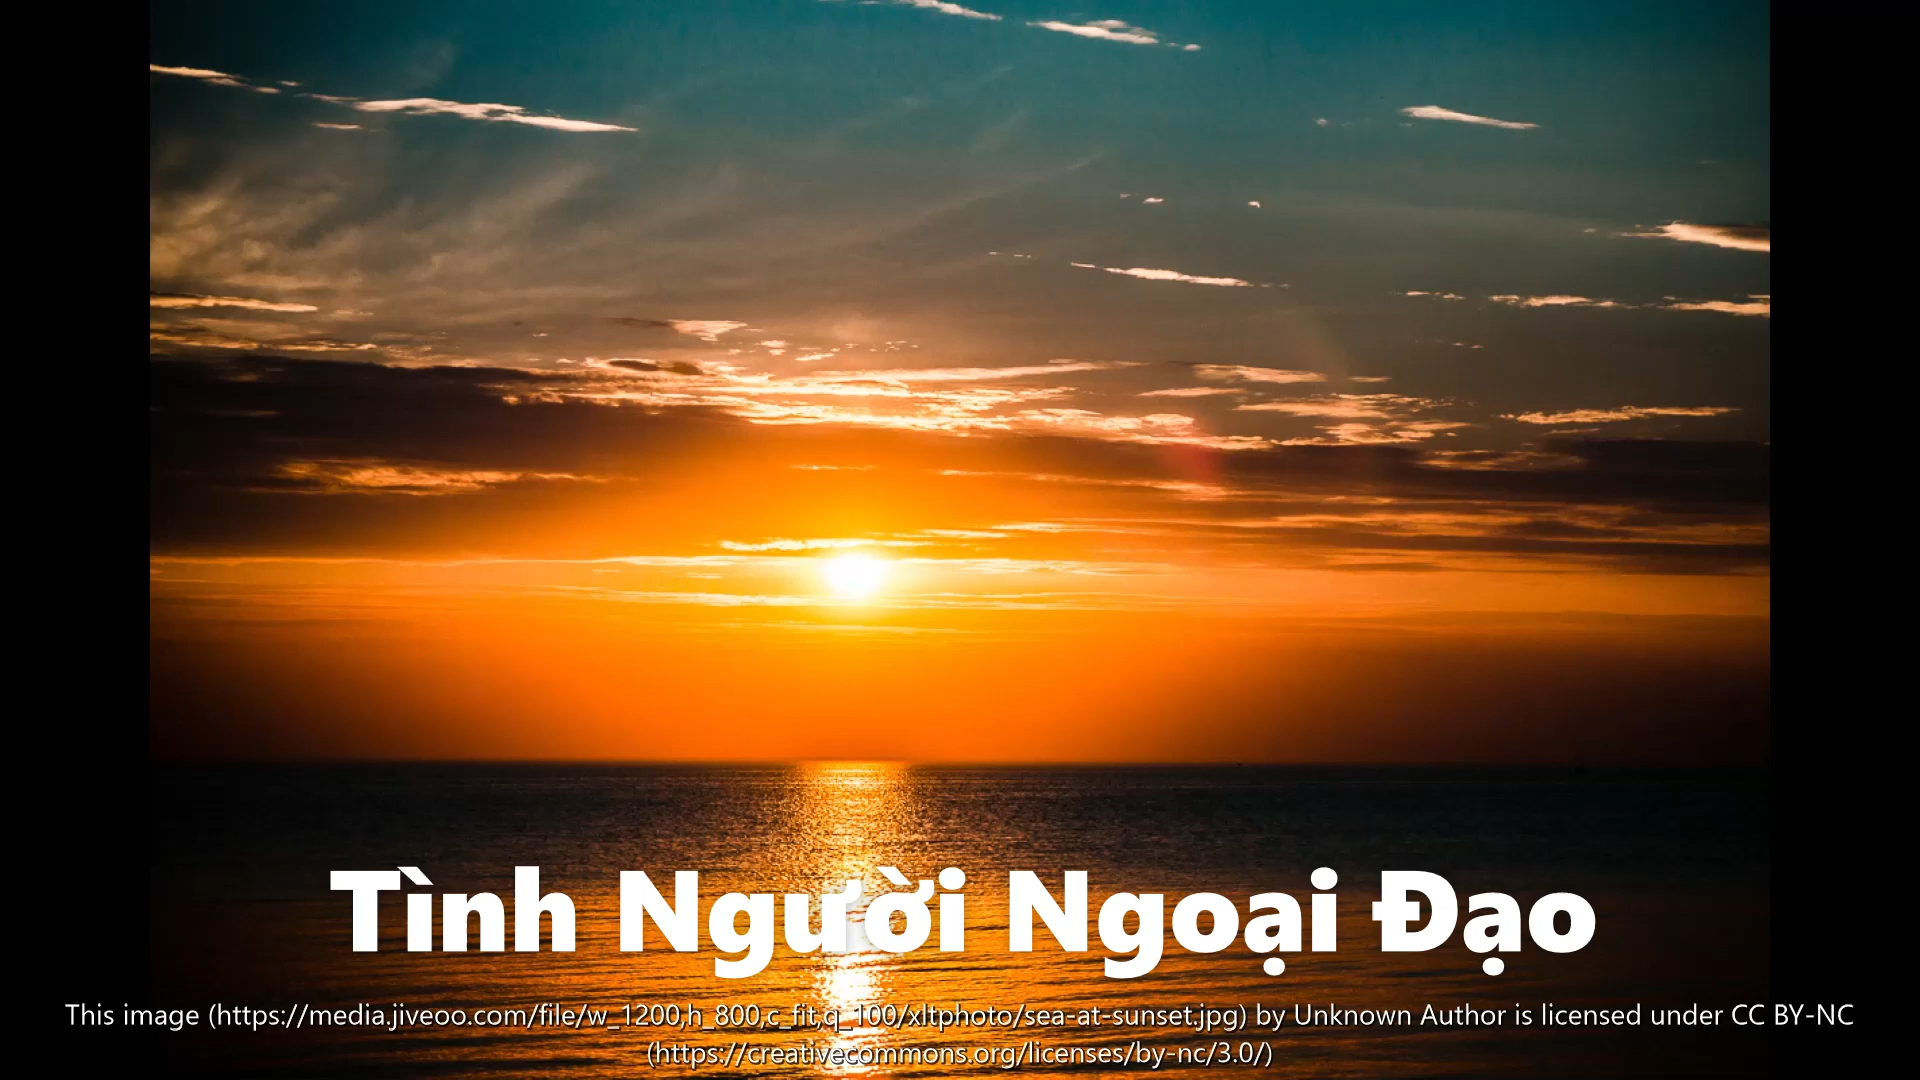 Tình Người Ngoại Đạo
This image (https://media.jiveoo.com/file/w_1200,h_800,c_fit,q_100/xltphoto/sea-at-sunset.jpg) by Unknown Author is licensed under CC BY-NC
(https://creativecommons.org/licenses/by-nc/3.0/)